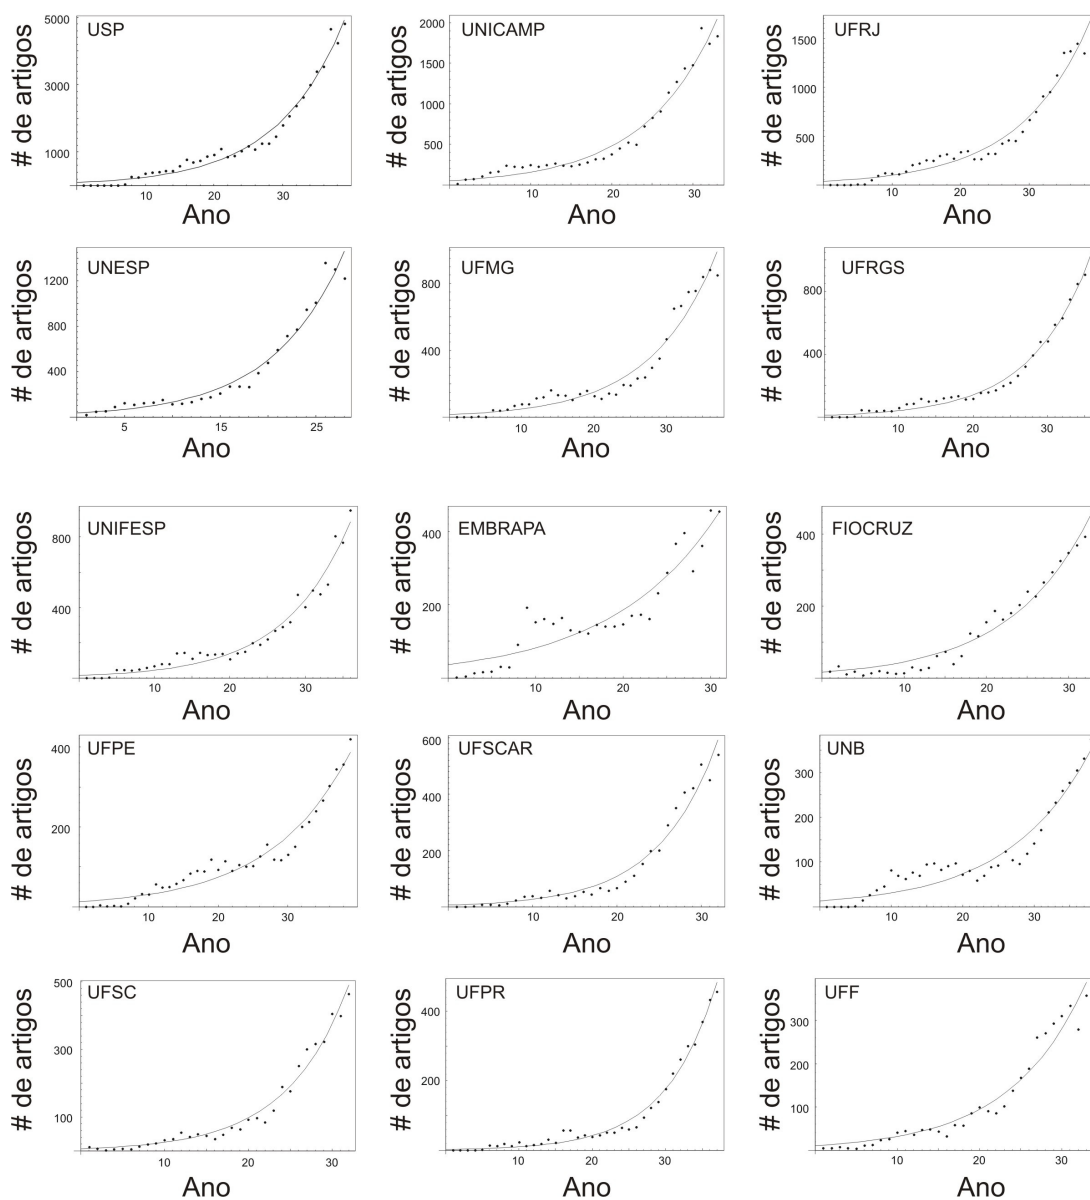 USP
# de artigos
5000
3000
1000
10
20
30
Ano
UNICAMP
# de artigos
2000
1500
1000
500
10
20
30
Ano
UFRJ
# de artigos
1500
1000
500
10
20
30
Ano
UNESP
# de artigos
1200
800
400
5
15
25
Ano
UFMG
# de artigos
800
400
10
20
30
Ano
UFRGS
# de artigos
800
400
10
20
30
Ano
UNIFESP
# de artigos
800
400
10
20
30
Ano
EMBRAPA
# de artigos
400
200
10
20
30
Ano
FIOCRUZ
# de artigos
400
200
10
20
30
Ano
UFPE
# de artigos
400
200
10
20
30
Ano
UFSCAR
# de artigos
600
400
200
10
20
30
Ano
UNB
# de artigos
300
200
100
10
20
30
Ano
UFSC
# de artigos
500
300
100
10
20
30
Ano
UFPR
# de artigos
400
200
10
20
30
Ano
UFF
# de artigos
300
200
100
10
20
30
Ano